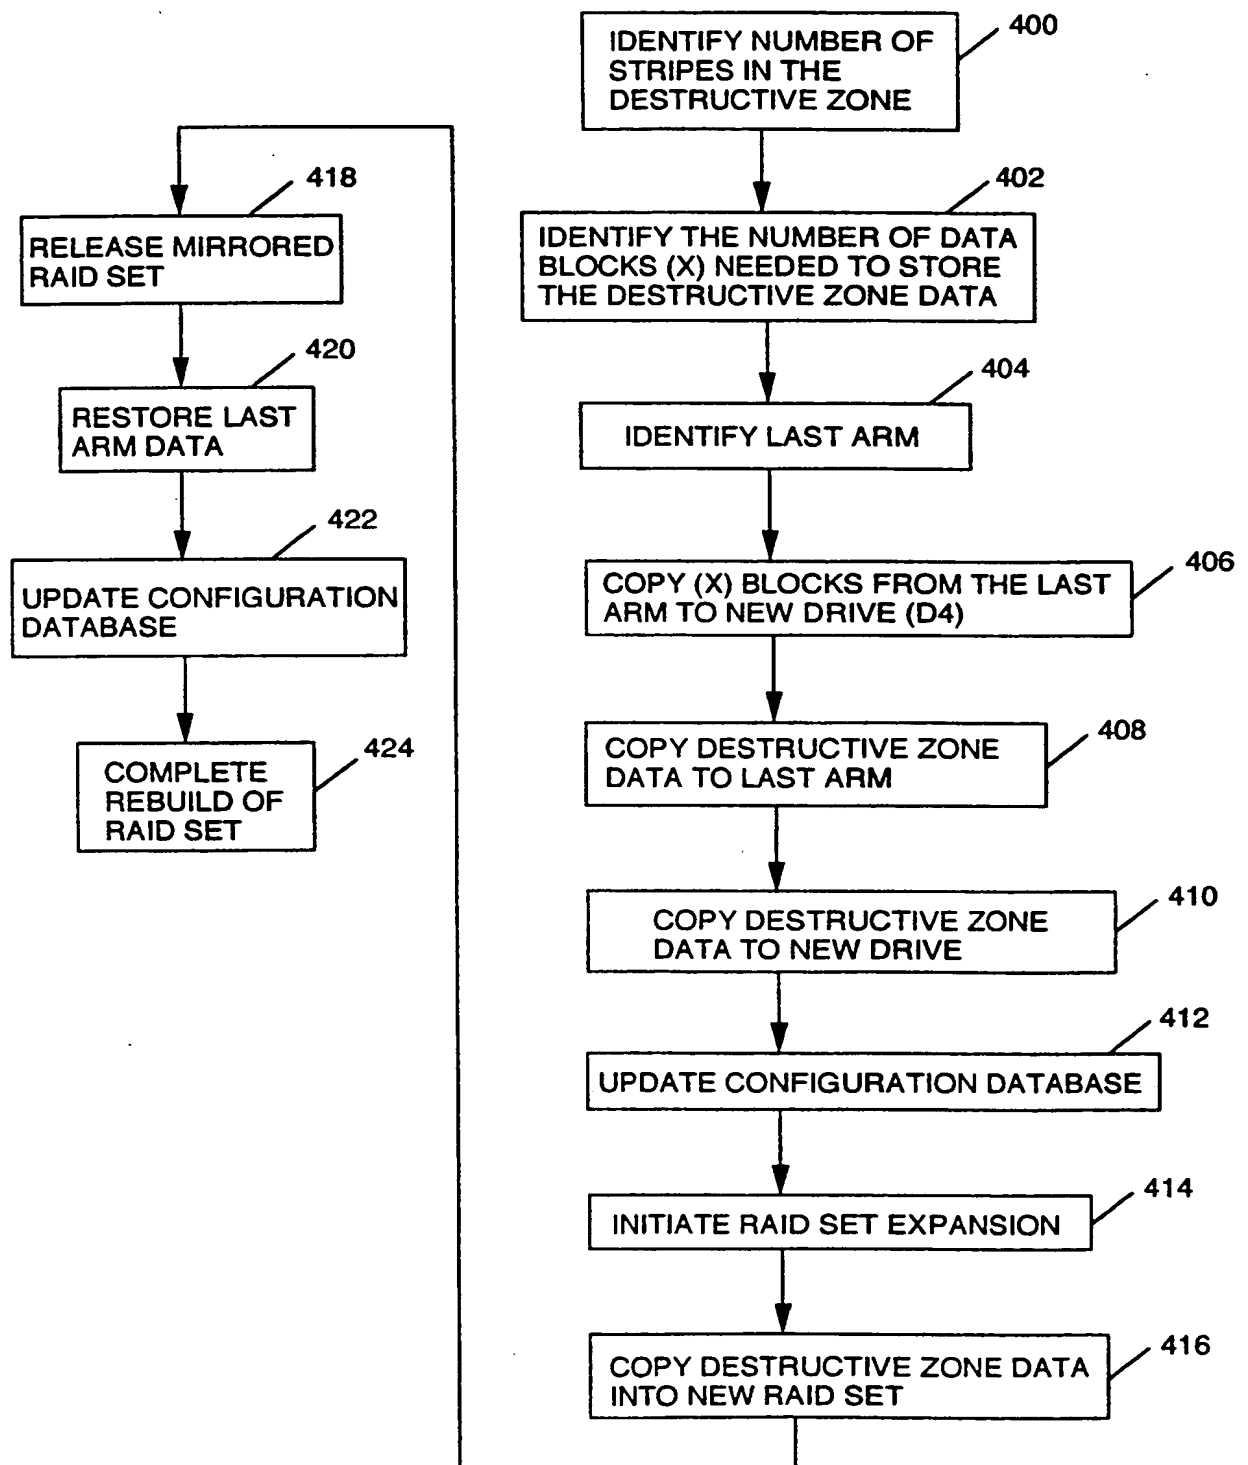 400
IDENTIFY NUMBER OF
STRIPES IN THE
DESTRUCTIVE ZONE
402
IDENTIFY THE NUMBER OF DATA
BLOCKS (X) NEEDED TO STORE
THE DESTRUCTIVE ZONE DATA
404
IDENTIFY LAST ARM
406
COPY (X) BLOCKS FROM THE LAST
ARM TO NEW DRIVE (D4)
408
COPY DESTRUCTIVE ZONE
DATA TO LAST ARM
410
COPY DESTRUCTIVE ZONE
DATA TO NEW DRIVE
412
UPDATE CONFIGURATION DATABASE
414
INITIATE RAID SET EXPANSION
416
COPY DESTRUCTIVE ZONE DATA
INTO NEW RAID SET
418
RELEASE MIRRORED
RAID SET
420
RESTORE LAST
ARM DATA
422
UPDATE CONFIGURATION
DATABASE
424
COMPLETE
REBUILD OF
RAID SET